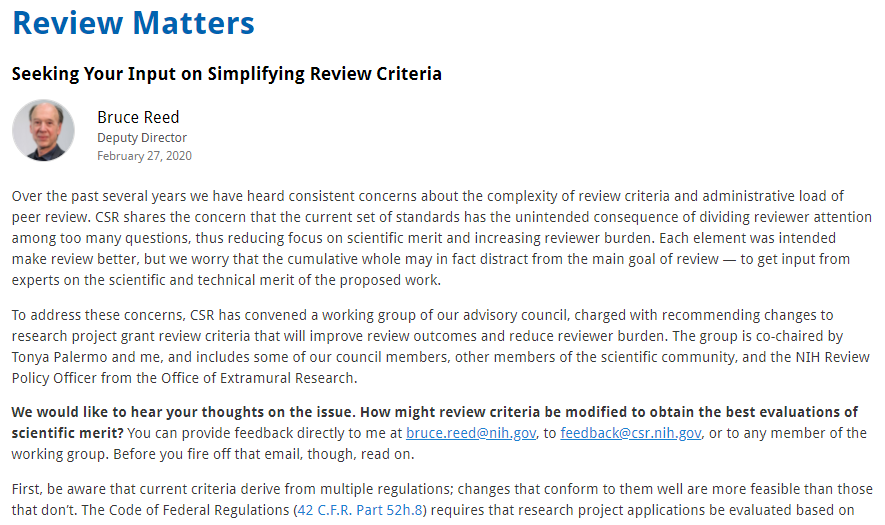 Review Matters
Seeking Your Input on Simplifying Review Criteria
Bruce Reed
Deputy Director
February 27, 2020
Over the past several years we have heard consistent concerns about the complexity of review criteria and administrative load of
peer review. CSR shares the concern that the current set of standards has the unintended consequence of dividing reviewer attention
among too many questions, thus reducing focus on scientific merit and increasing reviewer burden. Each element was intended
make review better, but we worry that the cumulative whole may in fact distract from the main goal of review — to get input from
experts on the scientific and technical merit of the proposed work.
To address these concerns, CSR has convened a working group of our advisory council, charged with recommending changes to
research project grant review criteria that will improve review outcomes and reduce reviewer burden. The group is co-chaired by
Tonya Palermo and me, and includes some of our council members, other members of the scientific community, and the NIH Review
Policy Officer from the Office of Extramural Research.
We would like to hear your thoughts on the issue. How might review criteria be modified to obtain the best evaluations of
scientific merit? You can provide feedback directly to me at bruce.reed@nih.gov, to feedback@csr.nih.gov, or to any member of the
working group. Before you fire off that email, though, read on.
First, be aware that current criteria derive from multiple regulations; changes that conform to them well are more feasible than those
that don't. The Code of Federal Regulations (42 C.F.R. Part 52h.8) requires that research project applications be evaluated based on